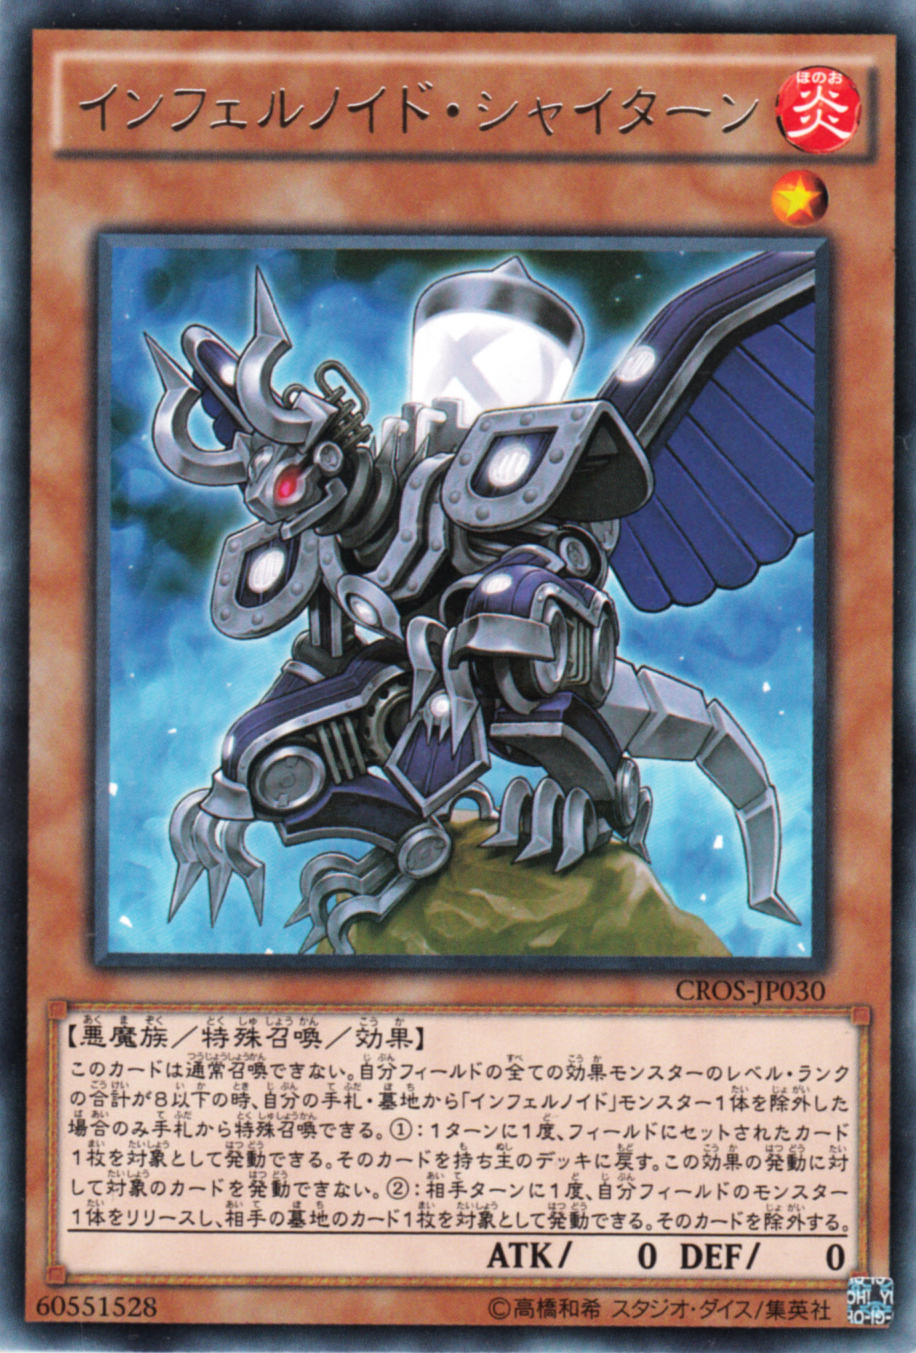 インフェルノイド・シャイターン
ほのお
炎
CROS-JP030
【悪魔族／特殊召喚／効果】
このカードは通常召喚できない。自分フィールドの全ての効果モンスターのレベル・ランク
の合計が８以下の時、自分の手札・墓地から「インフェルノイド」モンスター１体を除外した
場合のみ手札から特殊召喚できる。①：１ターンに１度、フィールドにセットされたカード
１枚を対象として発動できる。そのカードを持ち主のデッキに戻す。この効果の発動に対
して対象のカードを発動できない。②：相手ターンに１度、自分フィールドのモンスター
１体をリリースし、相手の墓地のカード１枚を対象として発動できる。そのカードを除外する。
ATK/ 0 DEF/ 0
60551528
©高橋和希 スタジオ・ダイス/集英社